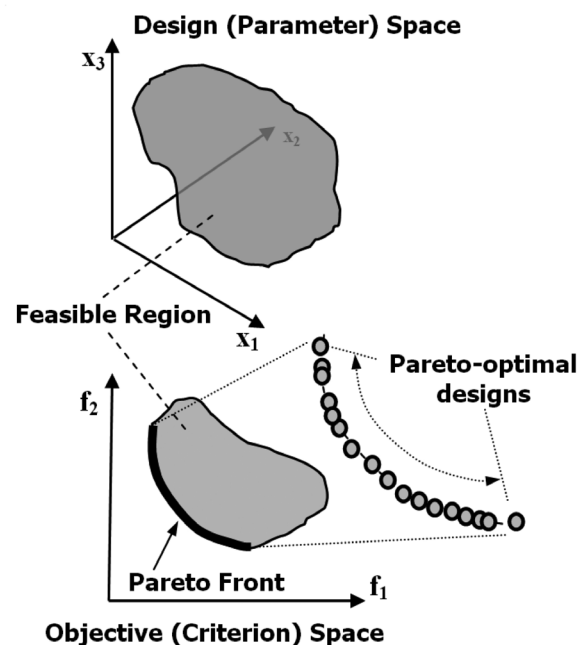 Design (Parameter) Space
x3
x2
Feasible Region
x1
Pareto-optimal
designs
f2
Pareto Front
f1
Objective (Criterion) Space